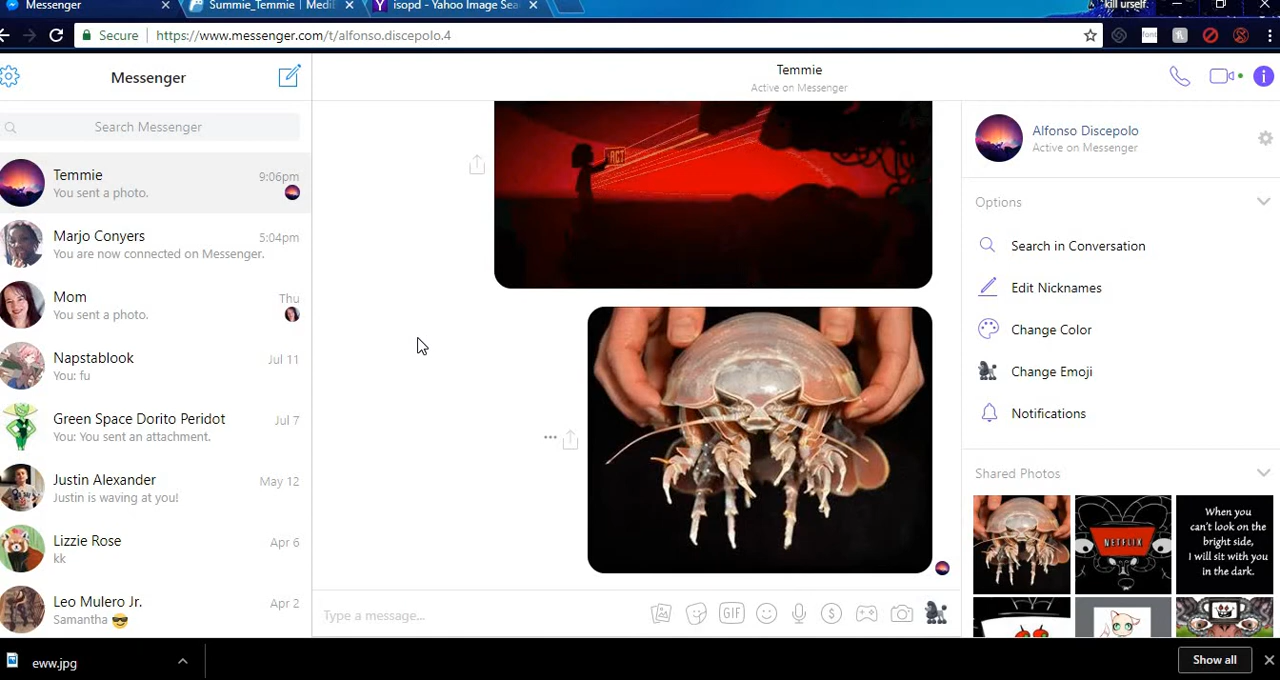 Messenger
Summie_Temmie | MediB
isopd - Yahoo Image Sea
kill urself.
Secure
https://www.messenger.com/t/alfonso.discepolo.4
Messenger
Search Messenger
Temmie
9:06pm
You sent a photo.
Marjo Conyers
5:04pm
You are now connected on Messenger.
Mom
Thu
You sent a photo.
Napstablook
Jul 11
You: fu
Green Space Dorito Peridot
Jul 7
You: You sent an attachment.
Justin Alexander
May 12
Justin is waving at you!
Lizzie Rose
Apr 6
kk
Leo Mulero Jr.
Apr 2
Samantha 😎
Temmie
Active on Messenger
ACT
GIF
Type a message...
Alfonso Discepolo
Active on Messenger
Options
Search in Conversation
Edit Nicknames
Change Color
Change Emoji
Notifications
Shared Photos
NETFLIX
When you
can't look on the
bright side,
I will sit with you
in the dark.
eww.jpg
Show all